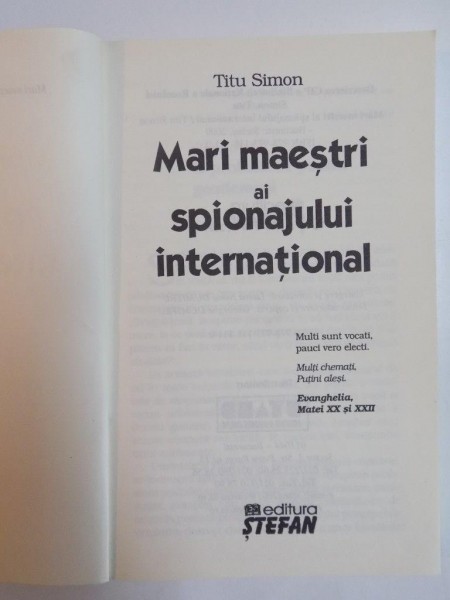 Titu Simon
Mari maeștri
ai
spionajului
internațional
Multi sunt vocati,
pauci vero electi.
Mulți chemați,
Puțini aleși.
Evanghelia,
Matei XX și XXII
editura
ȘTEFAN